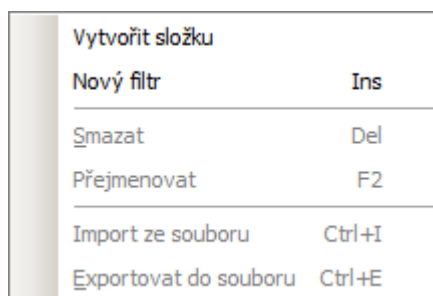 Vytvořit složku
Nový filtr Ins
Smazat Del
Přejmenovat F2
Import ze souboru Ctrl+I
Exportovat do souboru Ctrl+E